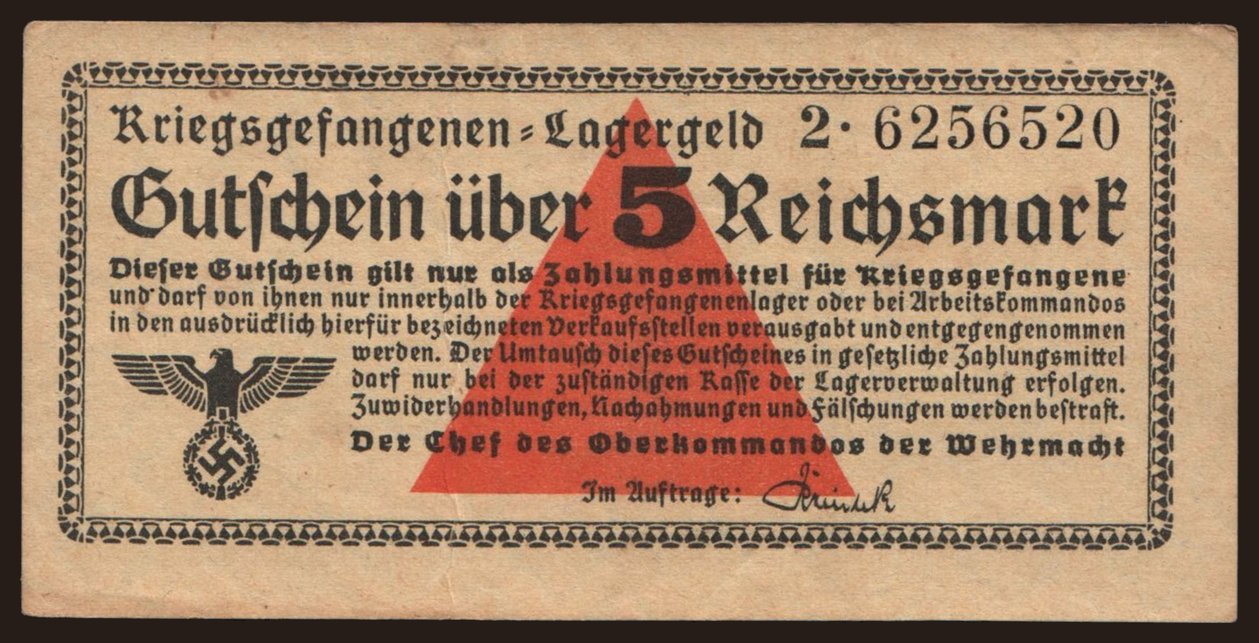 Kriegsgefangenen-Lagergeld 2·6256520
Gutschein über 5 Reichsmark
Dieser Gutschein gilt nur als Zahlungsmittel für Kriegsgefangene
und darf von ihnen nur innerhalb der Kriegsgefangenenlager oder bei Arbeitskommandos
in den ausdrücklich hierfür bezeichneten Verkaufsstellen verausgabt und entgegengenommen
werden. Der Umtausch dieses Gutscheines in gesetzliche Zahlungsmittel
darf nur bei der zuständigen Kasse der Lagerverwaltung erfolgen.
Zuwiderhandlungen, Nachahmungen und Fälschungen werden bestraft.
Der Chef des Oberkommandos der Wehrmacht
Im Auftrage: